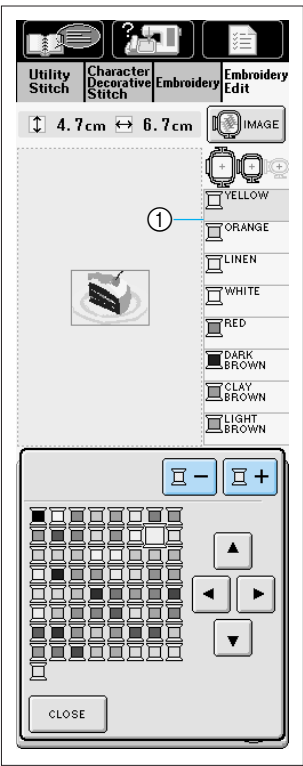 ?
Utility Stitch
Character Decorative Stitch
Embroidery
Embroidery Edit
↕ 4.7cm ↔ 6.7cm
IMAGE
1
YELLOW
ORANGE
LINEN
WHITE
RED
DARK BROWN
CLAY BROWN
LIGHT BROWN
−
+
CLOSE